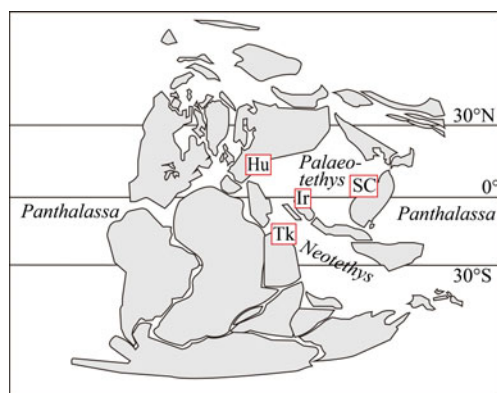 30°N
Hu
Palaeo-
tethys
SC
0°
Ir
Panthalassa
Panthalassa
Tk
Neotethys
30°S